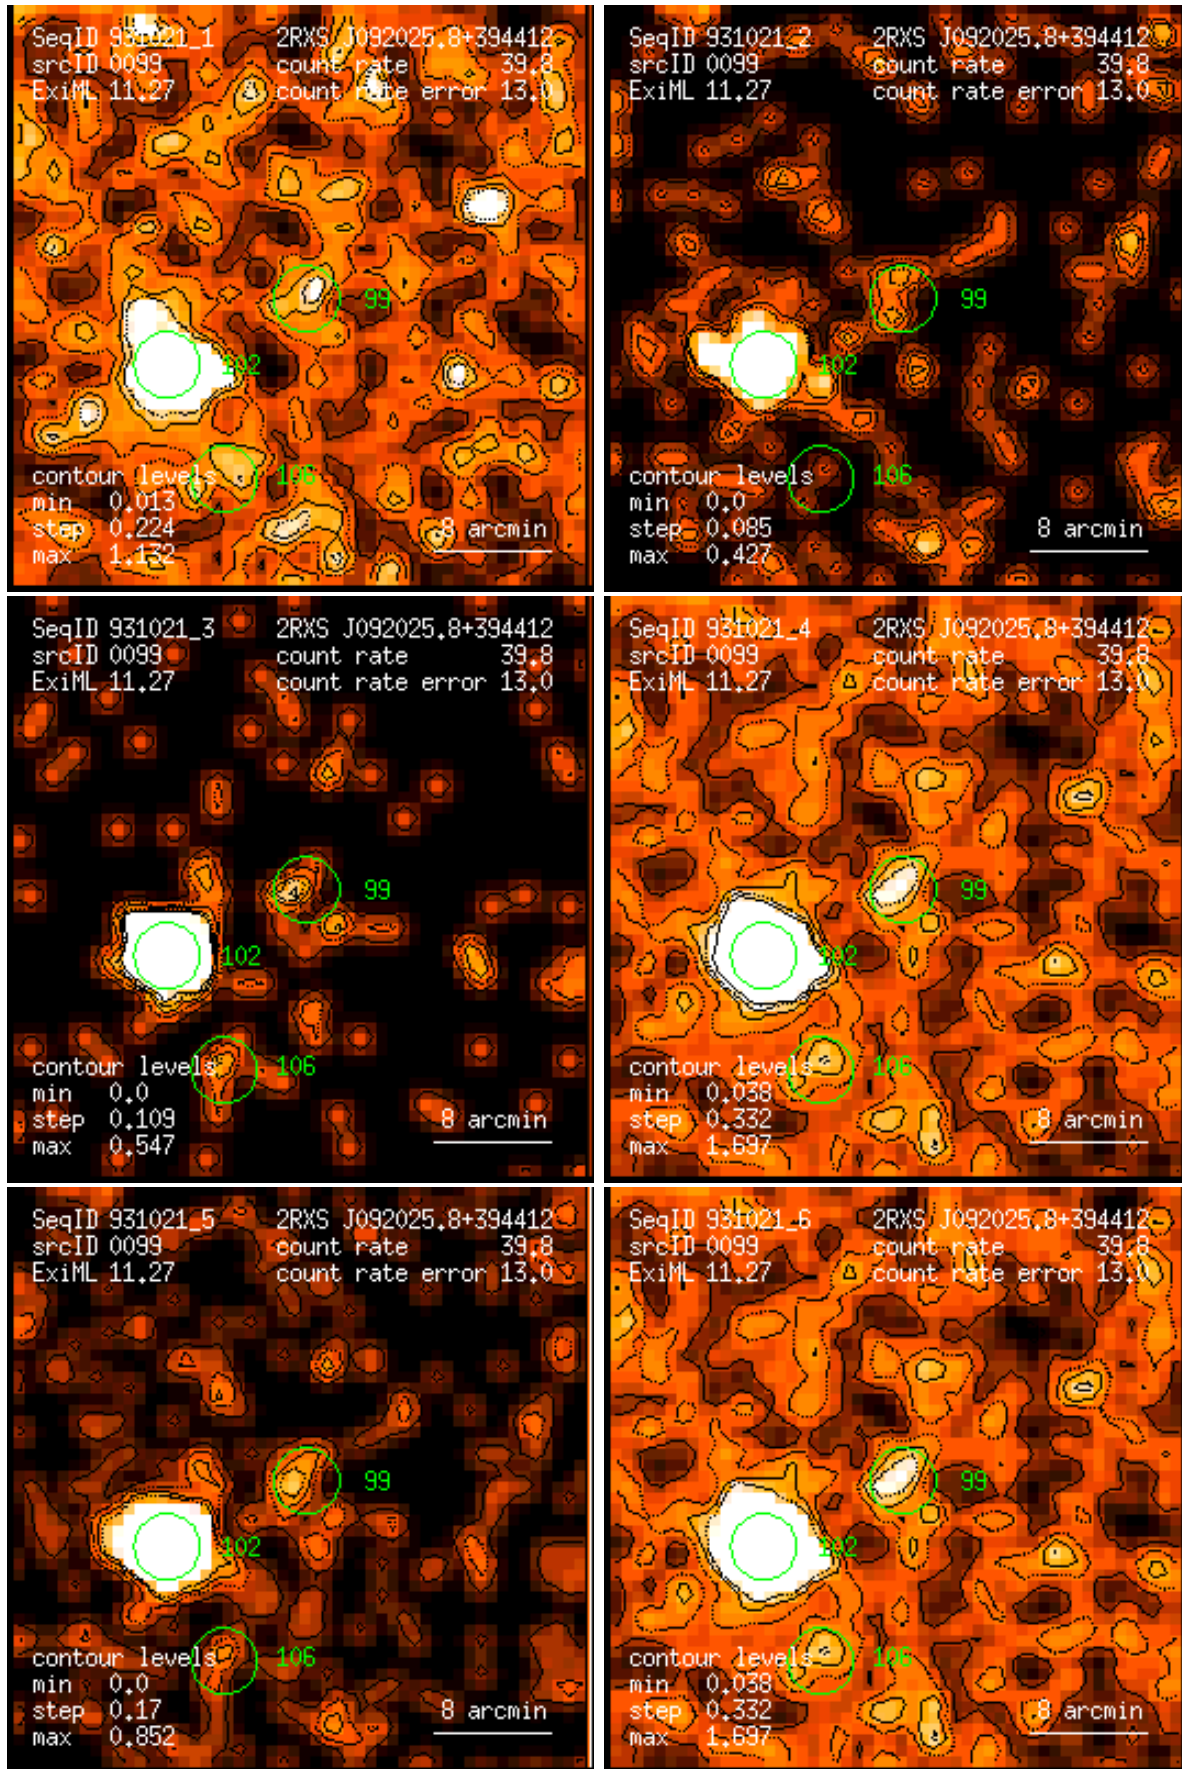 SeqID 931021_1 2RXS J092025.8+394412
srcID 0099 count rate 39.8
ExiML 11.27 count rate error 13.0
99
102
106
contour levels
min 0.013
step 0.224 8 arcmin
max 1.132
SeqID 931021_2 2RXS J092025.8+394412
srcID 0099 count rate 39.8
ExiML 11.27 count rate error 13.0
99
102
106
contour levels
min 0.0
step 0.085 8 arcmin
max 0.427
SeqID 931021_3 2RXS J092025.8+394412
srcID 0099 count rate 39.8
ExiML 11.27 count rate error 13.0
99
102
106
contour levels
min 0.0
step 0.109 8 arcmin
max 0.547
SeqID 931021_4 2RXS J092025.8+394412
srcID 0099 count rate 39.8
ExiML 11.27 count rate error 13.0
99
102
106
contour levels
min 0.038
step 0.332 8 arcmin
max 1.697
SeqID 931021_5 2RXS J092025.8+394412
srcID 0099 count rate 39.8
ExiML 11.27 count rate error 13.0
99
102
106
contour levels
min 0.0
step 0.17 8 arcmin
max 0.852
SeqID 931021_6 2RXS J092025.8+394412
srcID 0099 count rate 39.8
ExiML 11.27 count rate error 13.0
99
102
106
contour levels
min 0.038
step 0.332 8 arcmin
max 1.697